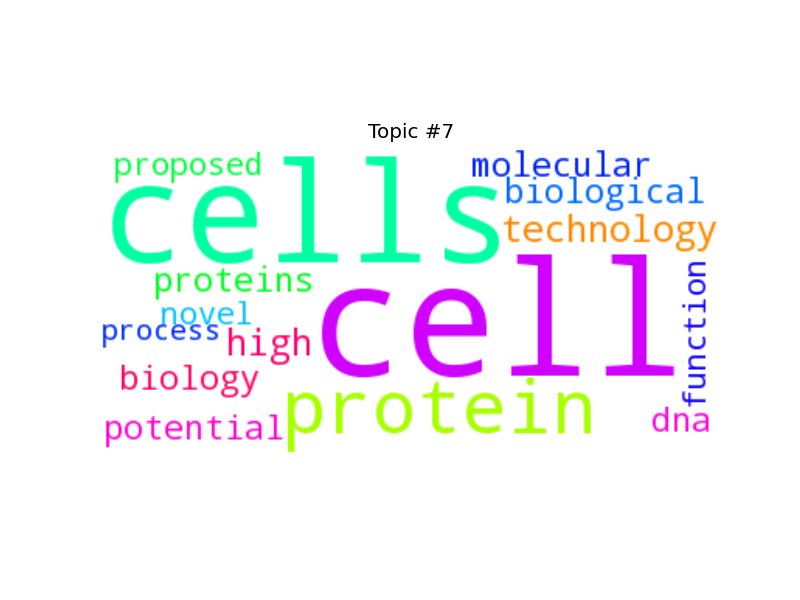 Topic #7
proposed
molecular
cells
biological
technology
proteins
cell
function
novel
process
high
biology
protein
potential
dna